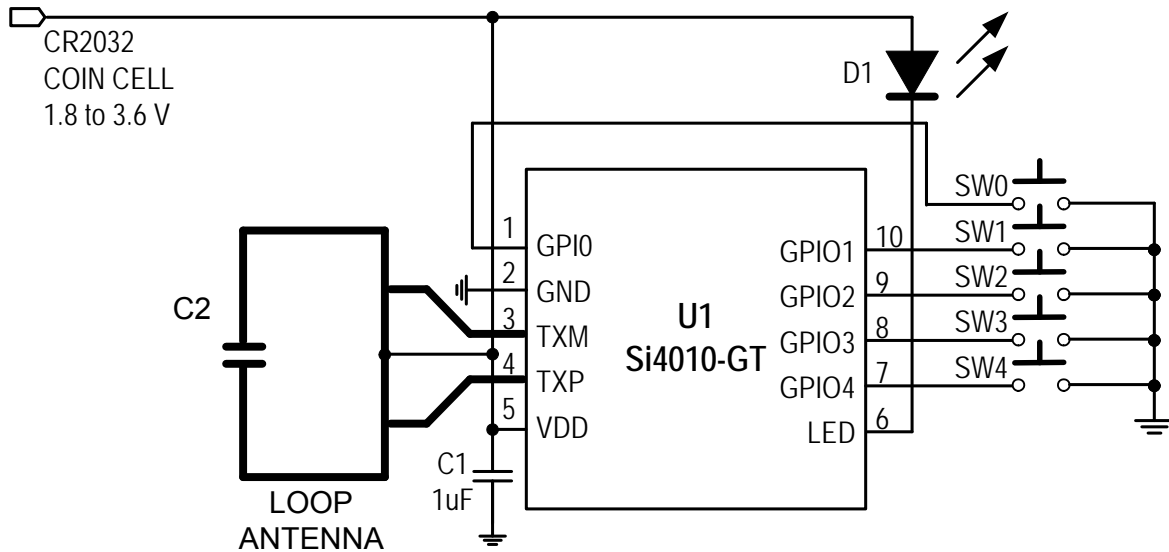 CR2032
COIN CELL
1.8 to 3.6 V
D1
SW0
1
GPI0
GPIO1
10
SW1
2
GND
GPIO2
9
SW2
C2
3
TXM
U1
Si4010-GT
GPIO3
8
SW3
4
TXP
GPIO4
7
SW4
5
VDD
LED
6
C1
1uF
LOOP
ANTENNA